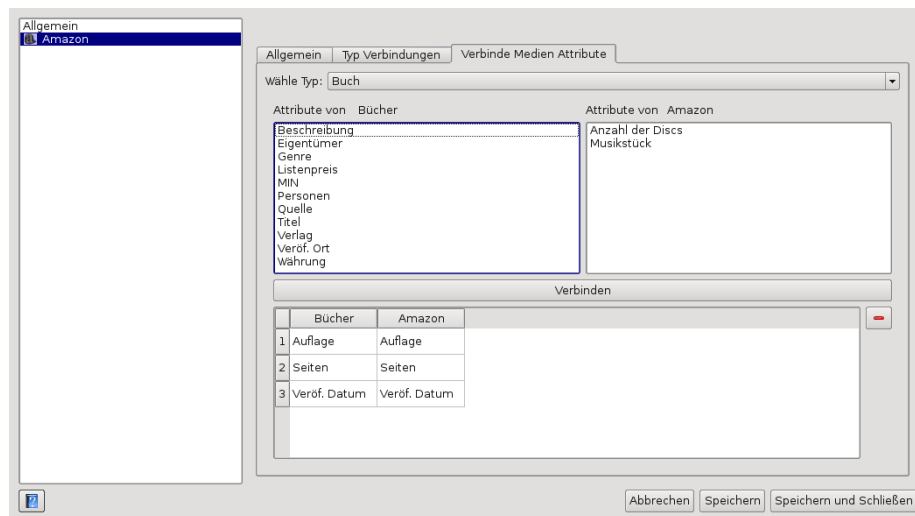 Allgemein
Amazon
Allgemein Typ Verbindungen Verbinde Medien Attribute
Wähle Typ: Buch
Attribute von Bücher
Beschreibung
Eigentümer
Genre
Listenpreis
MIN
Personen
Quelle
Titel
Verlag
Veröf. Ort
Währung
Attribute von Amazon
Anzahl der Discs
Musikstück
Verbinden
Bücher Amazon
1 Auflage Auflage
2 Seiten Seiten
3 Veröf. Datum Veröf. Datum
Abbrechen Speichern Speichern und Schließen